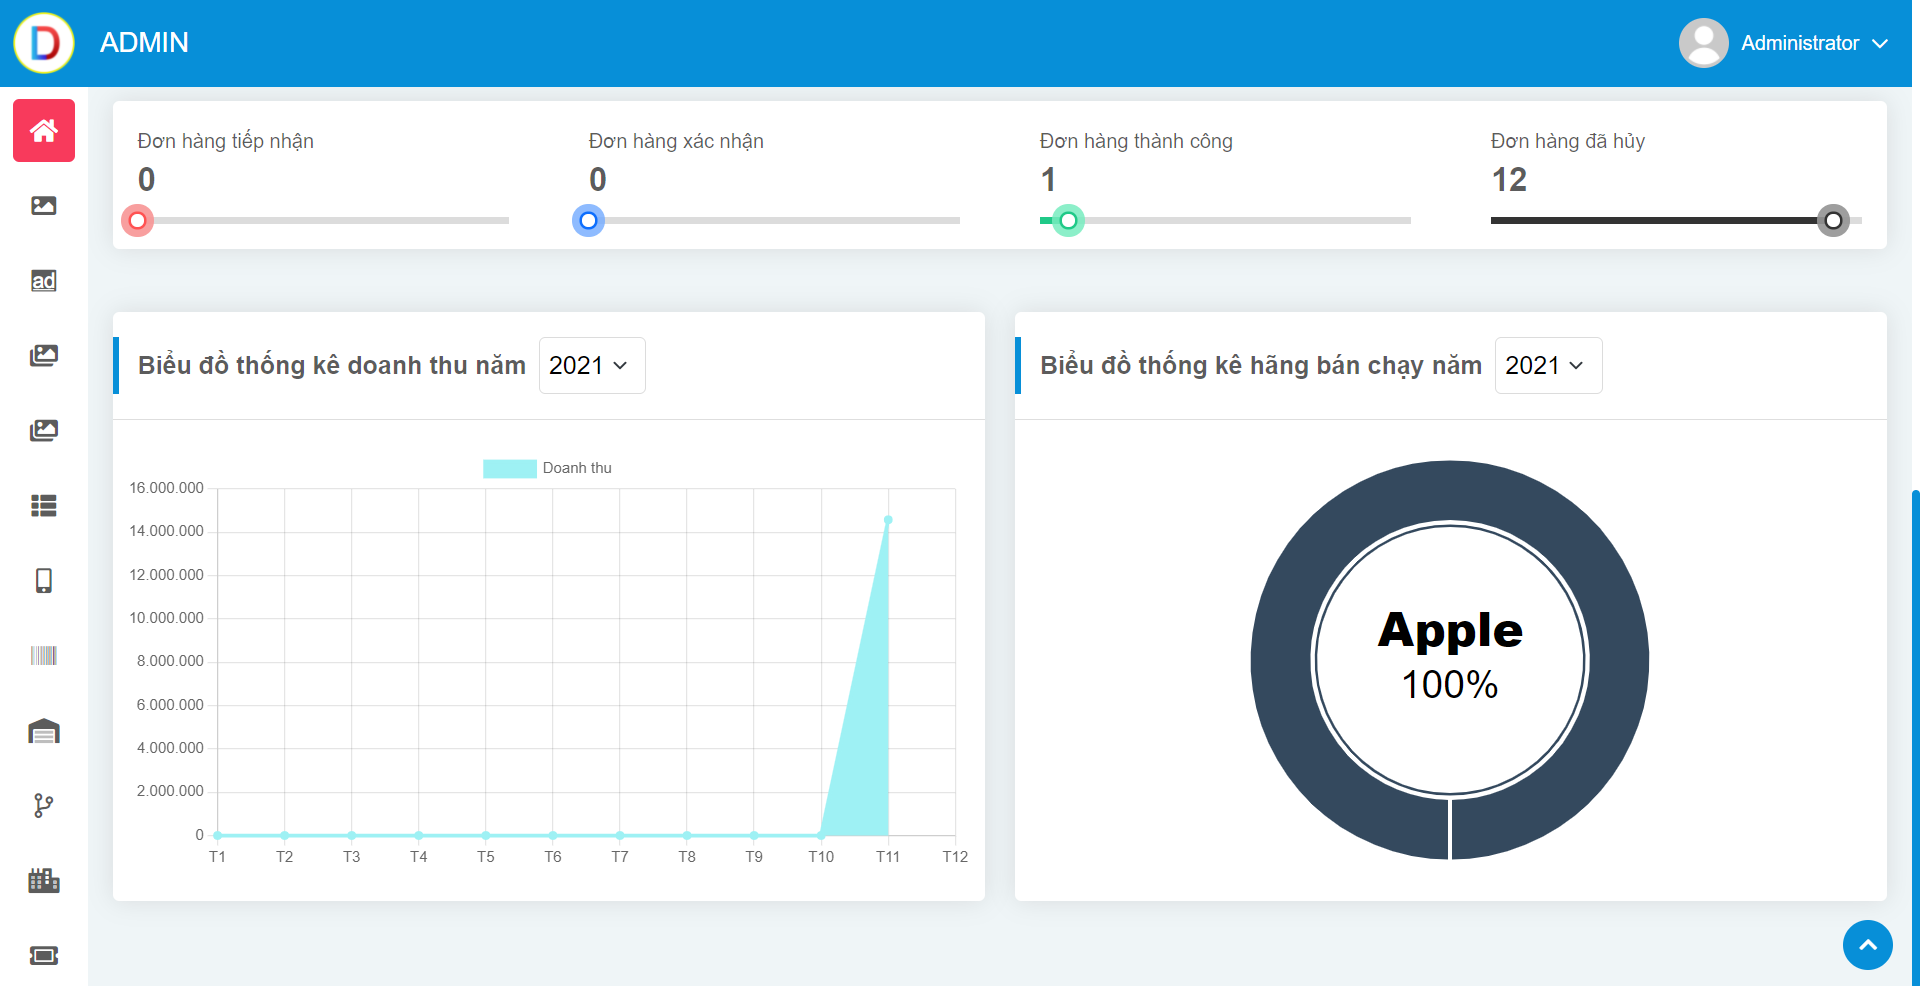 D
ADMIN
Administrator
Đơn hàng tiếp nhận
0
Đơn hàng xác nhận
0
Đơn hàng thành công
1
Đơn hàng đã hủy
12
ad
Biểu đồ thống kê doanh thu năm 2021
Doanh thu
16.000.000
14.000.000
12.000.000
10.000.000
8.000.000
6.000.000
4.000.000
2.000.000
0
T1 T2 T3 T4 T5 T6 T7 T8 T9 T10 T11 T12
Biểu đồ thống kê hãng bán chạy năm 2021
Apple
100%